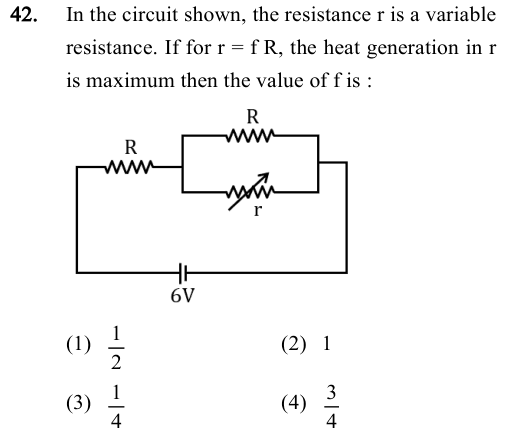 42. In the circuit shown, the resistance r is a variable
resistance. If for r = f R, the heat generation in r
is maximum then the value of f is :
R
R
r
6V
(1) 1/2 (2) 1
(3) 1/4 (4) 3/4